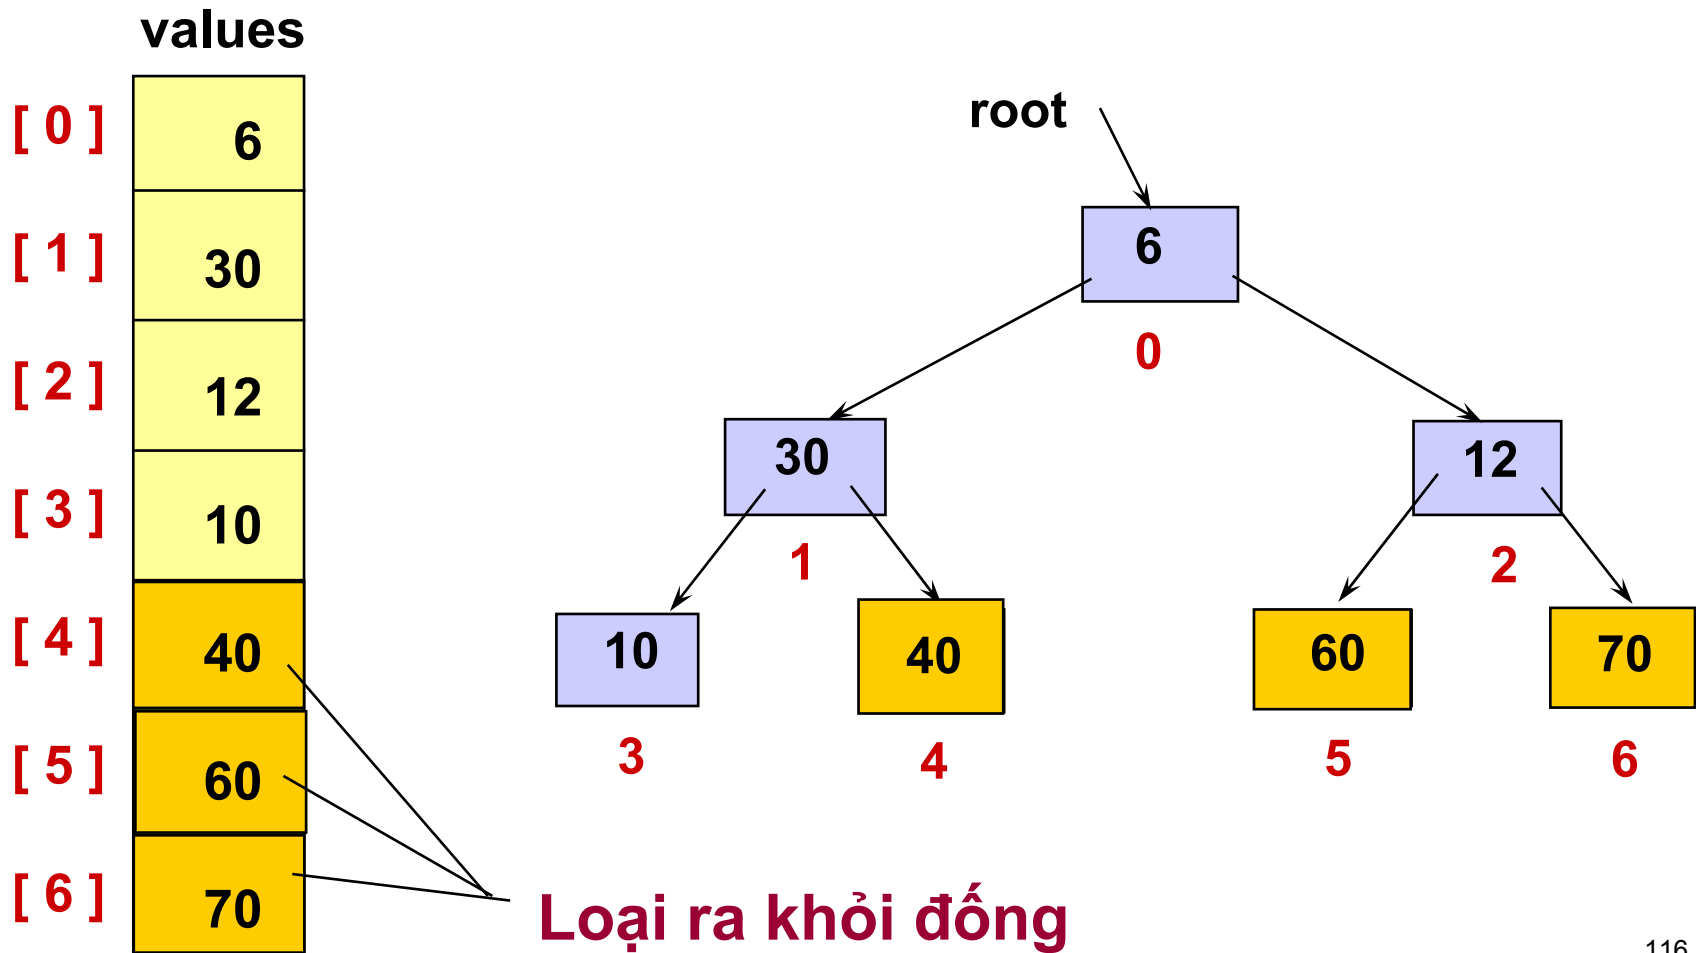 values
[ 0 ] 6
[ 1 ] 30
[ 2 ] 12
[ 3 ] 10
[ 4 ] 40
[ 5 ] 60
[ 6 ] 70
root
6
0
30 12
1 2
10 40 60 70
3 4 5 6
Loại ra khỏi đống
116